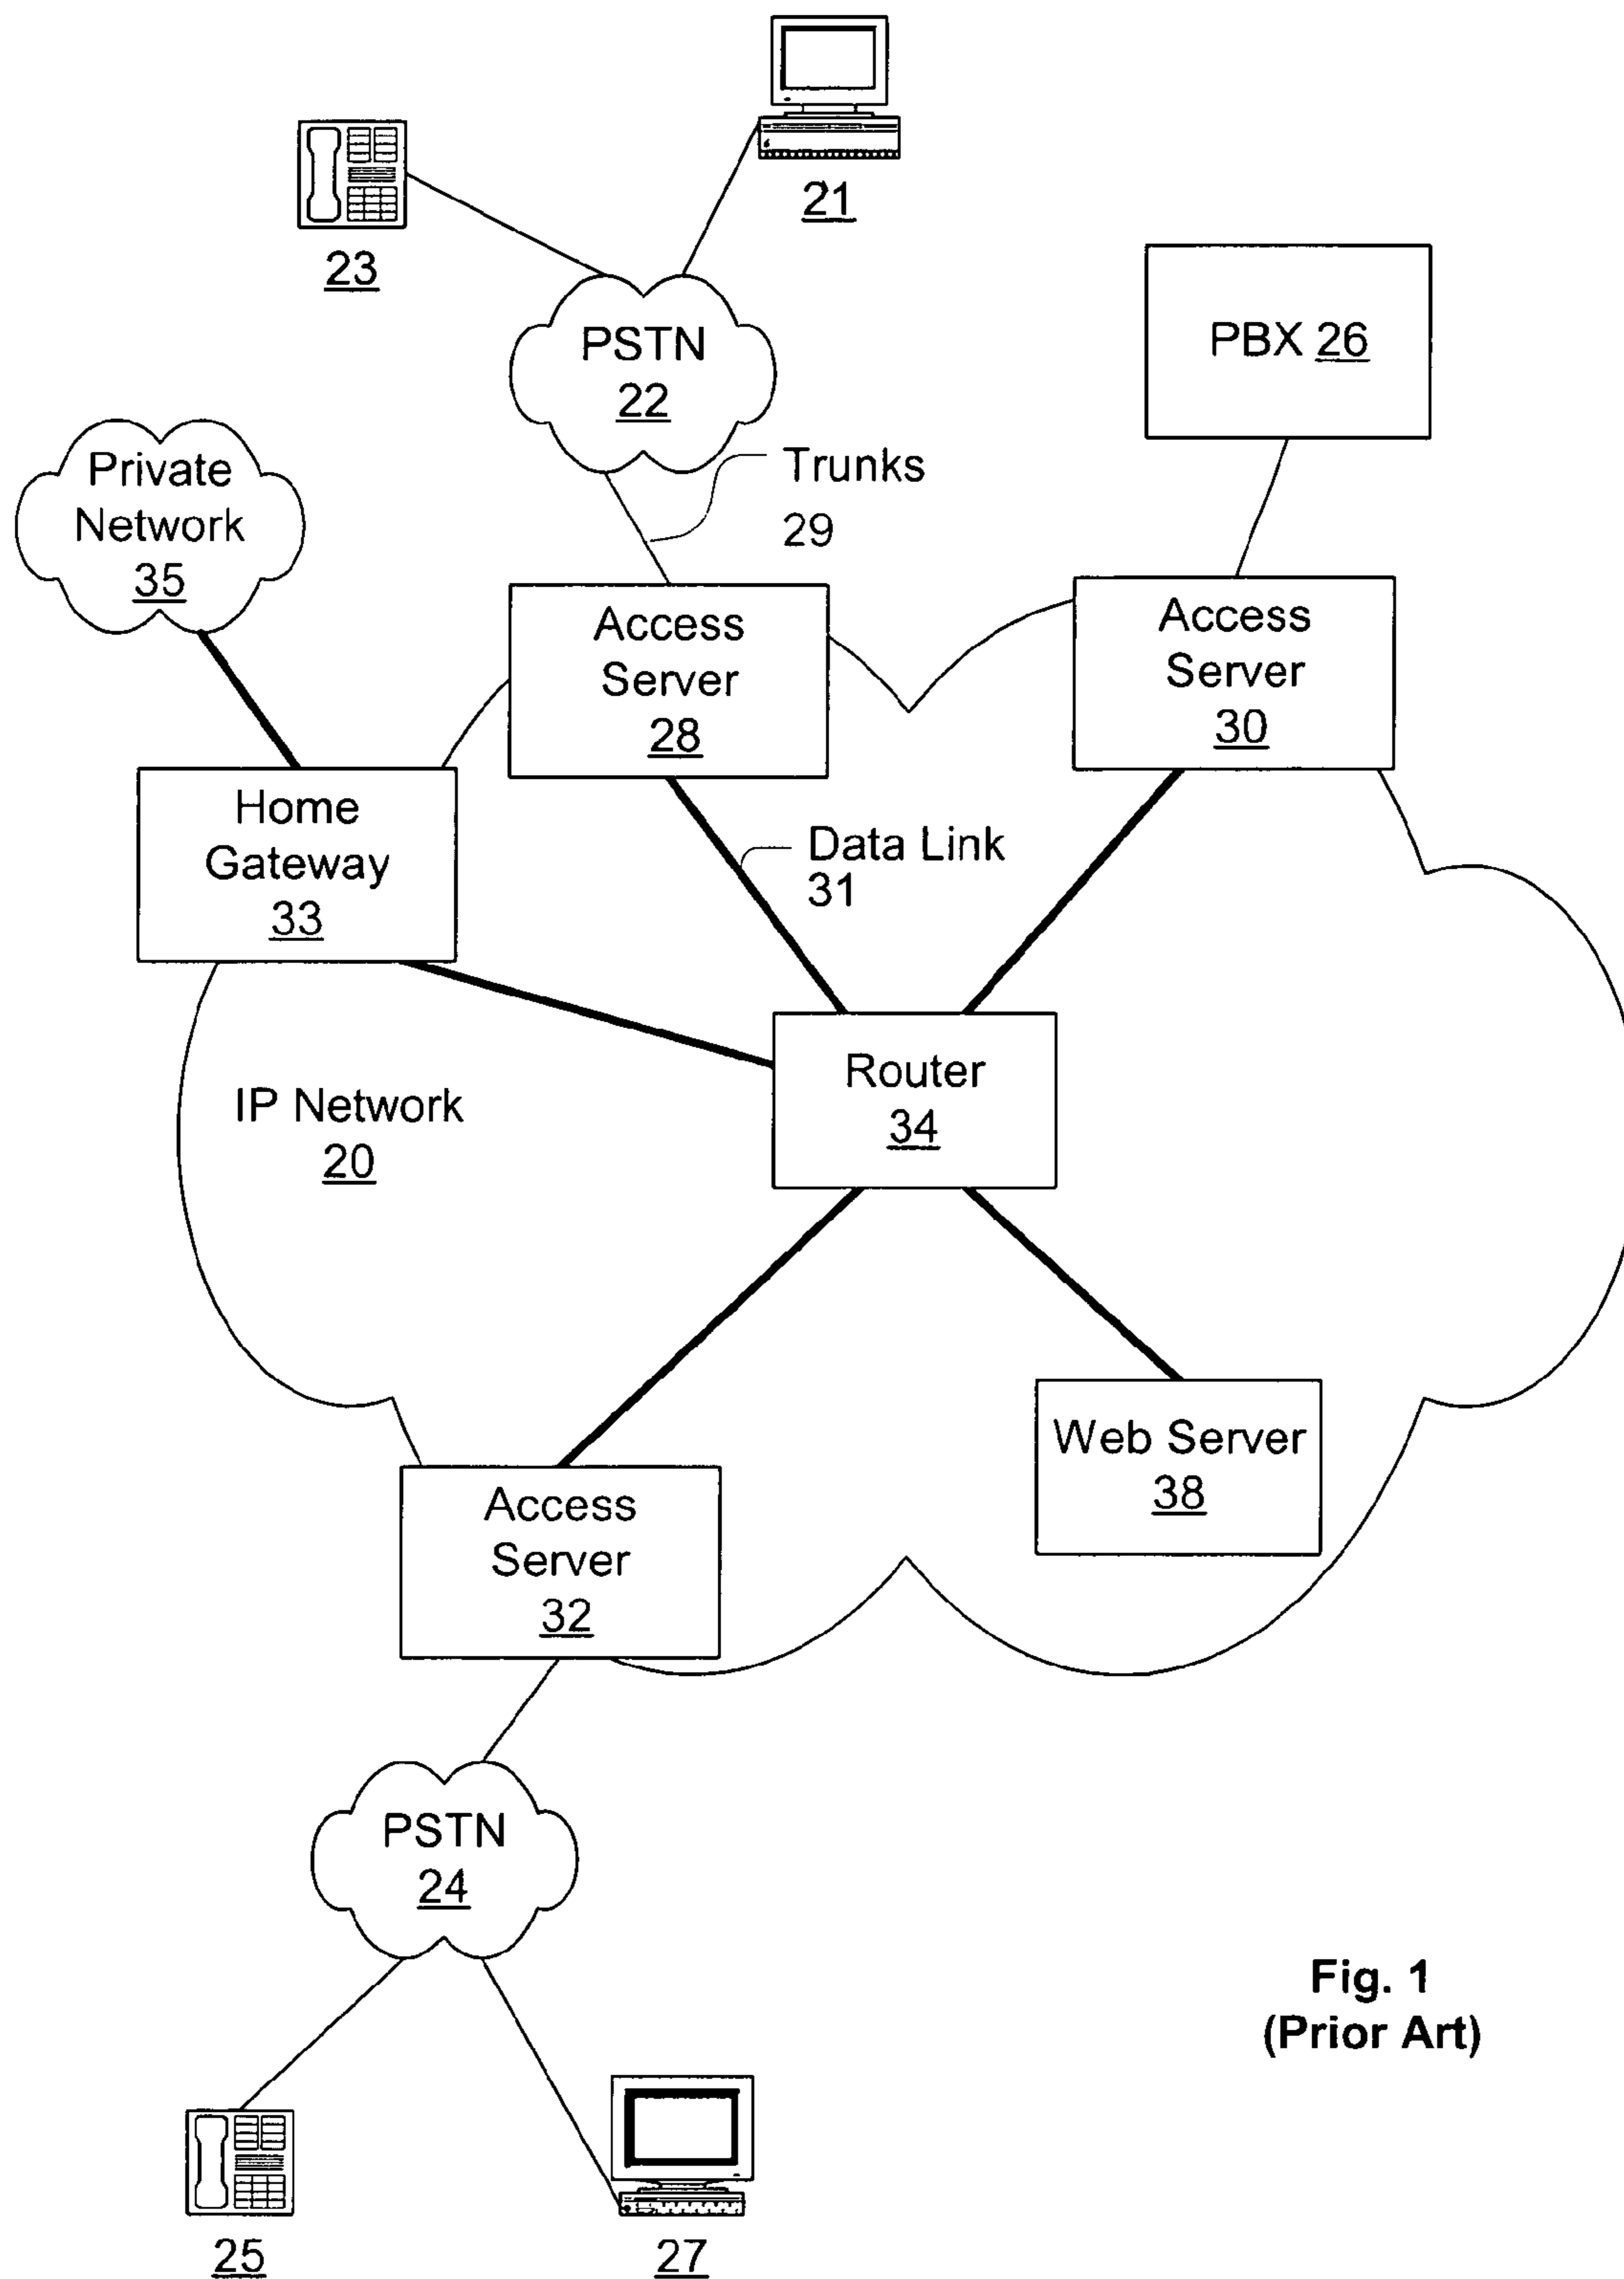 21
23
PSTN
22
PBX 26
Trunks
29
Private
Network
35
Access
Server
28
Access
Server
30
Home
Gateway
33
Data Link
31
Router
34
IP Network
20
Web Server
38
Access
Server
32
PSTN
24
Fig. 1
(Prior Art)
25
27